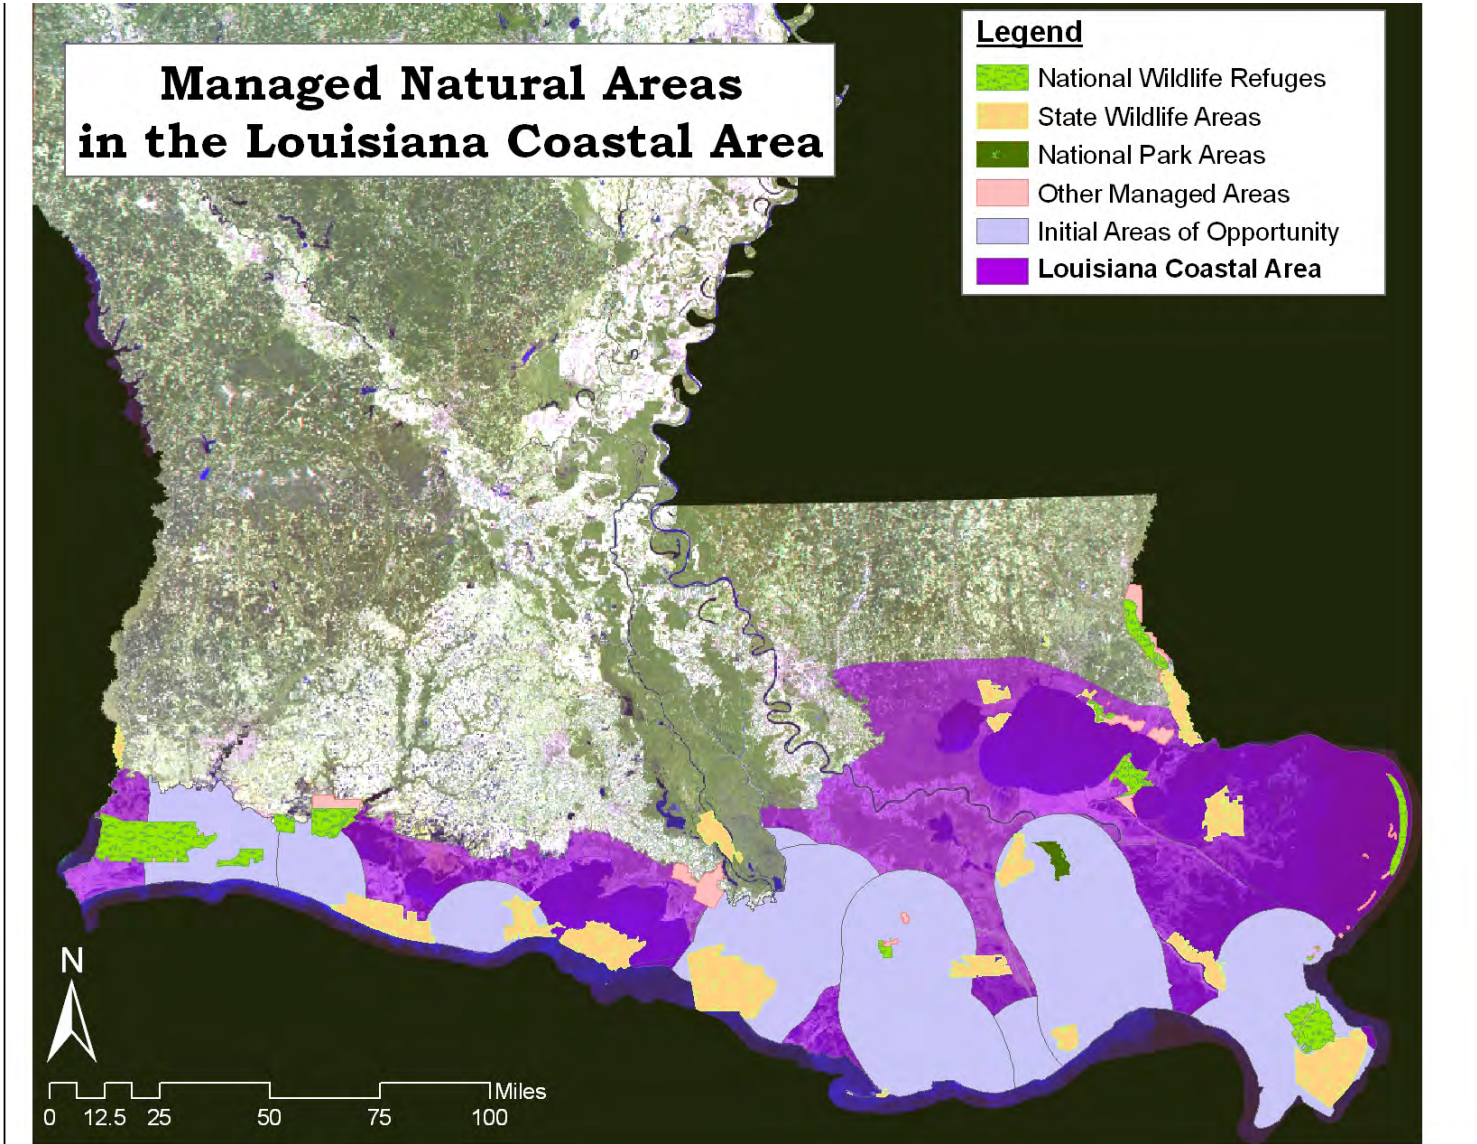 Managed Natural Areas
in the Louisiana Coastal Area
Legend
National Wildlife Refuges
State Wildlife Areas
National Park Areas
Other Managed Areas
Initial Areas of Opportunity
Louisiana Coastal Area
N
Miles
0 12.5 25 50 75 100